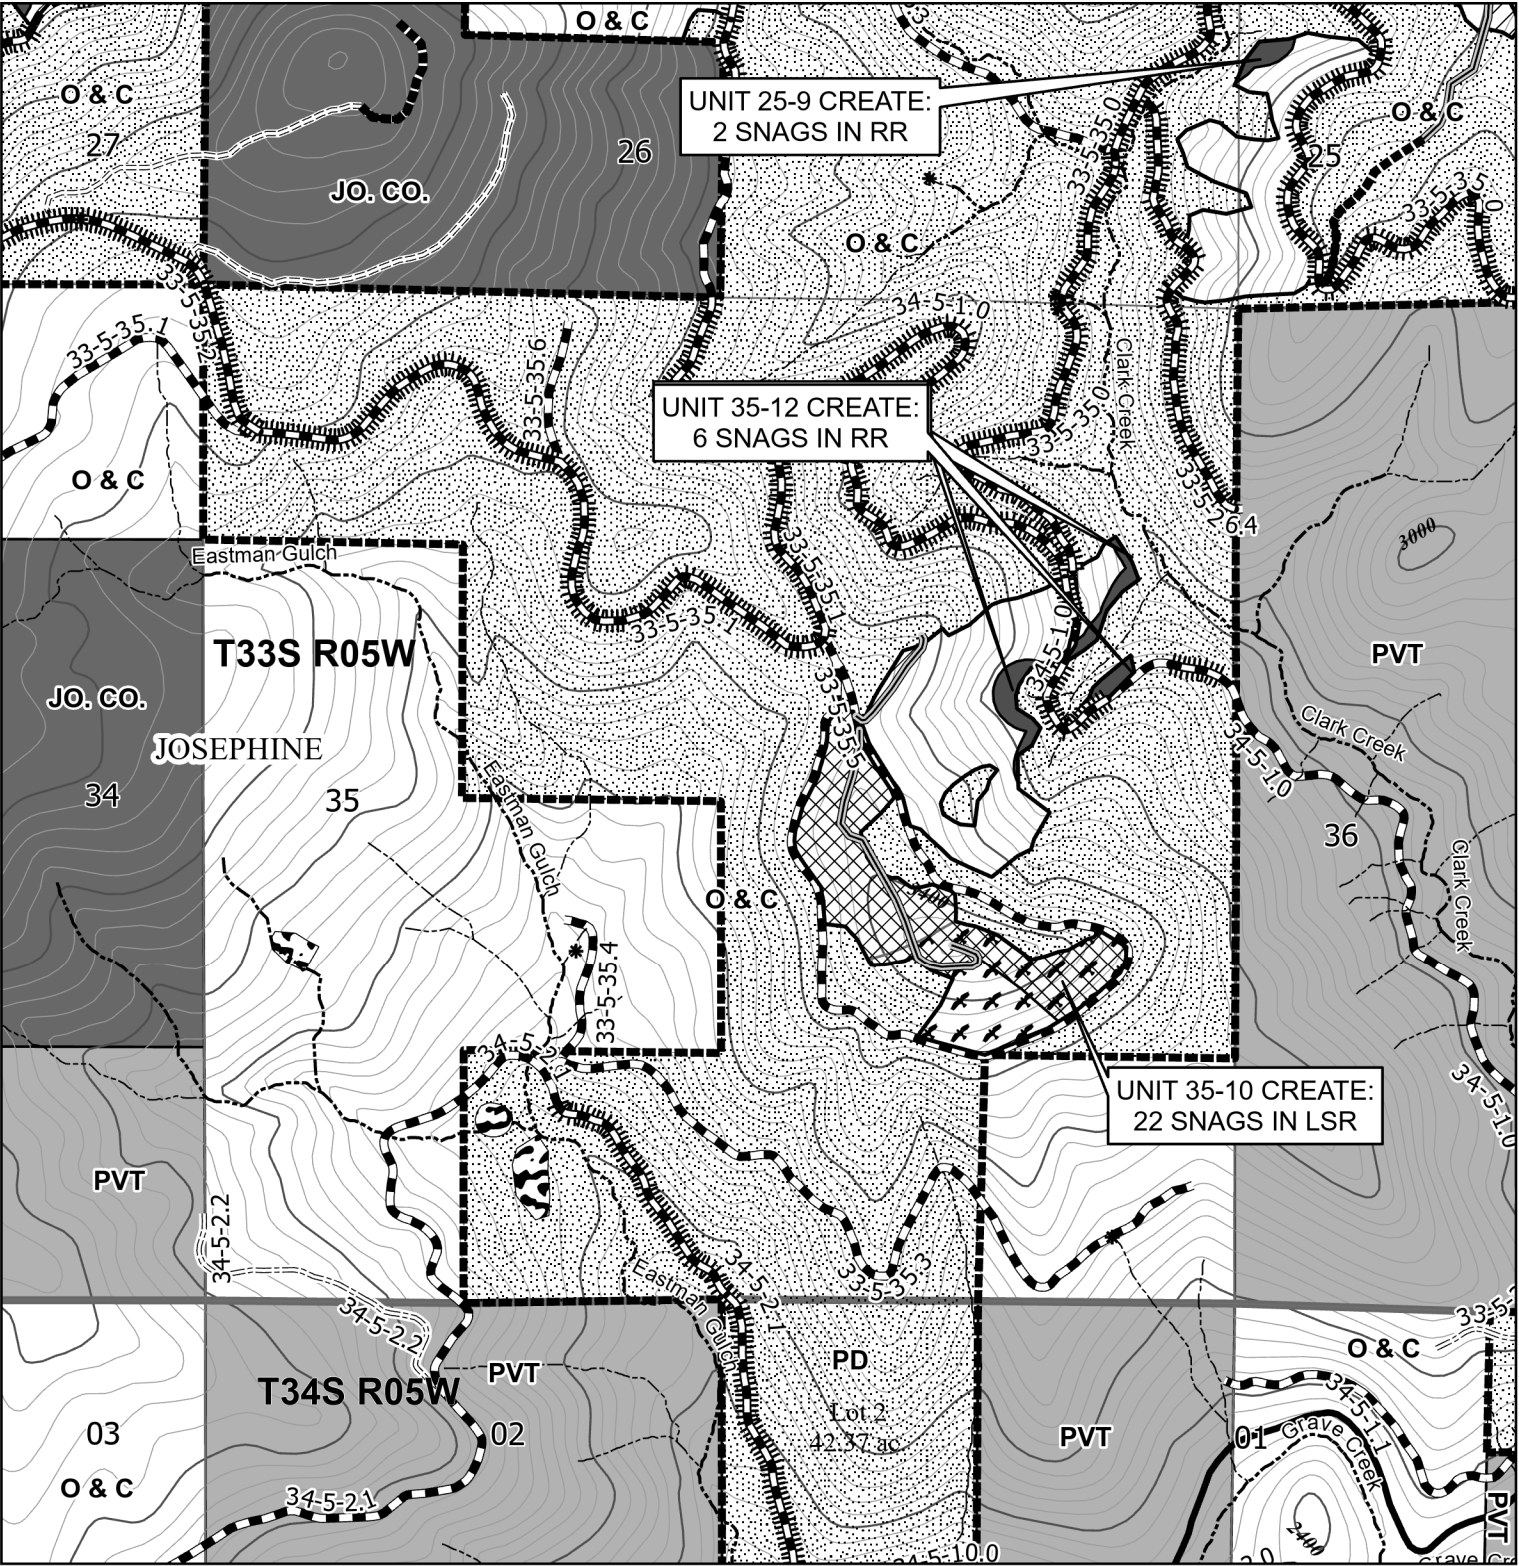 O & C
33
O & C
27
JO. CO.
26
UNIT 25-9 CREATE:
2 SNAGS IN RR
33-5-35.0
O & C
25
33-5-35.0
O & C
33-5-35.2
34-5-1.0
33-5-35.1
33-5-35.6
Clark Creek
UNIT 35-12 CREATE:
6 SNAGS IN RR
33-5-35.0
33-5-26.4
O & C
3000
Eastman Gulch
33-5-35.1
33-5-35.1
34-5-1.0
T33S R05W
PVT
JO. CO.
JOSEPHINE
33-5-35.5
Clark Creek
34-5-1.0
34
35
Eastman Gulch
36
Clark Creek
O & C
3400
33-5-35.4
34-5-2.1
34-5-1.0
UNIT 35-10 CREATE:
22 SNAGS IN LSR
PVT
34-5-2.2
33-5-35.3
34-5-2.1
Eastman Gulch
34-5-2.2
O & C
PD
PVT
T34S R05W
34-5-1.1
Lot 2
42.37 ac
03
02
PVT
01
Grave Creek
O & C
34-5-2.1
PVT
2400
34-5-10.0